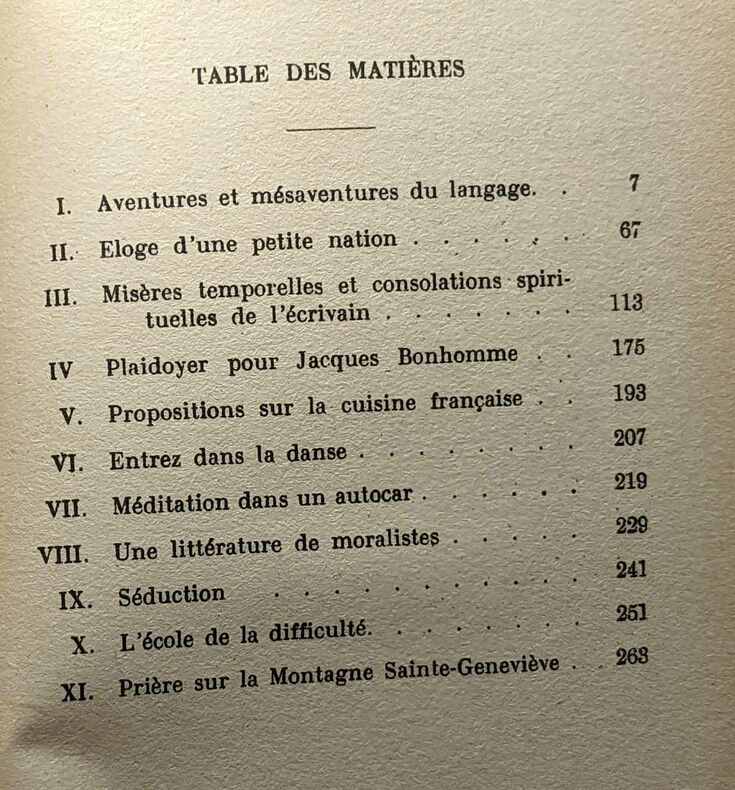 TABLE DES MATIÈRES
I. Aventures et mésaventures du langage. . 7
II. Eloge d'une petite nation . . . . . . 67
III. Misères temporelles et consolations spiri-
tuelles de l'écrivain . . . . . . . 113
IV Plaidoyer pour Jacques Bonhomme . . 175
V. Propositions sur la cuisine française . . 193
VI. Entrez dans la danse . . . . . . . . 207
VII. Méditation dans un autocar . . . . . . 219
VIII. Une littérature de moralistes . . . . . 229
IX. Séduction . . . . . . . . . . 241
X. L'école de la difficulté. . . . . . . . 251
XI. Prière sur la Montagne Sainte-Geneviève . . 263